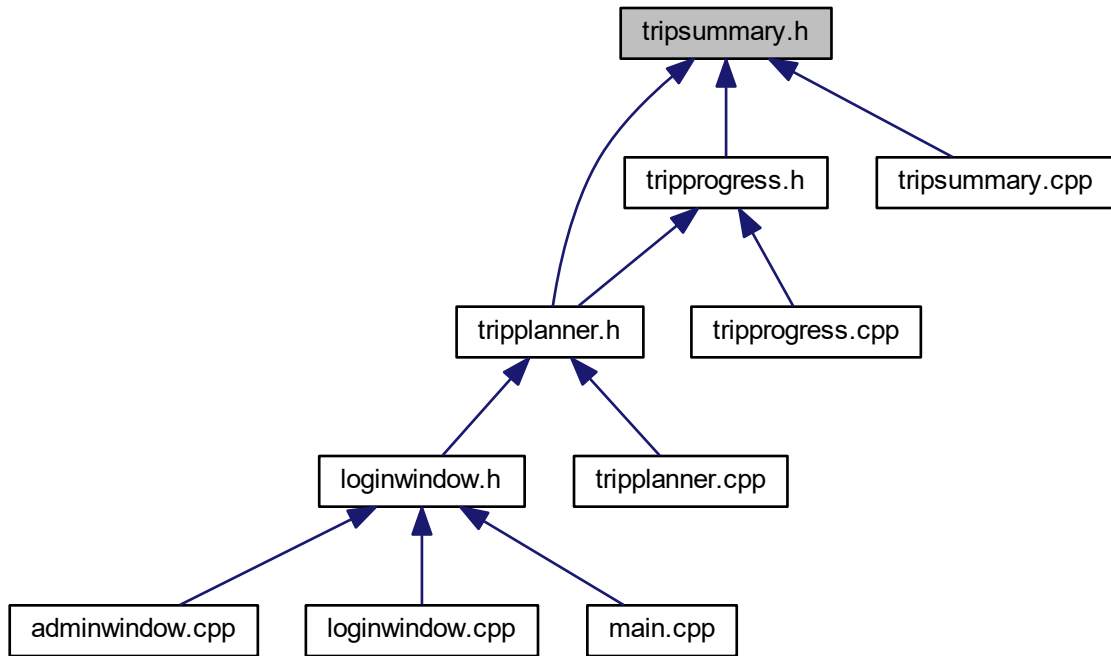 tripsummary.h
tripprogress.h
tripsummary.cpp
tripplanner.h
tripprogress.cpp
loginwindow.h
tripplanner.cpp
adminwindow.cpp
loginwindow.cpp
main.cpp